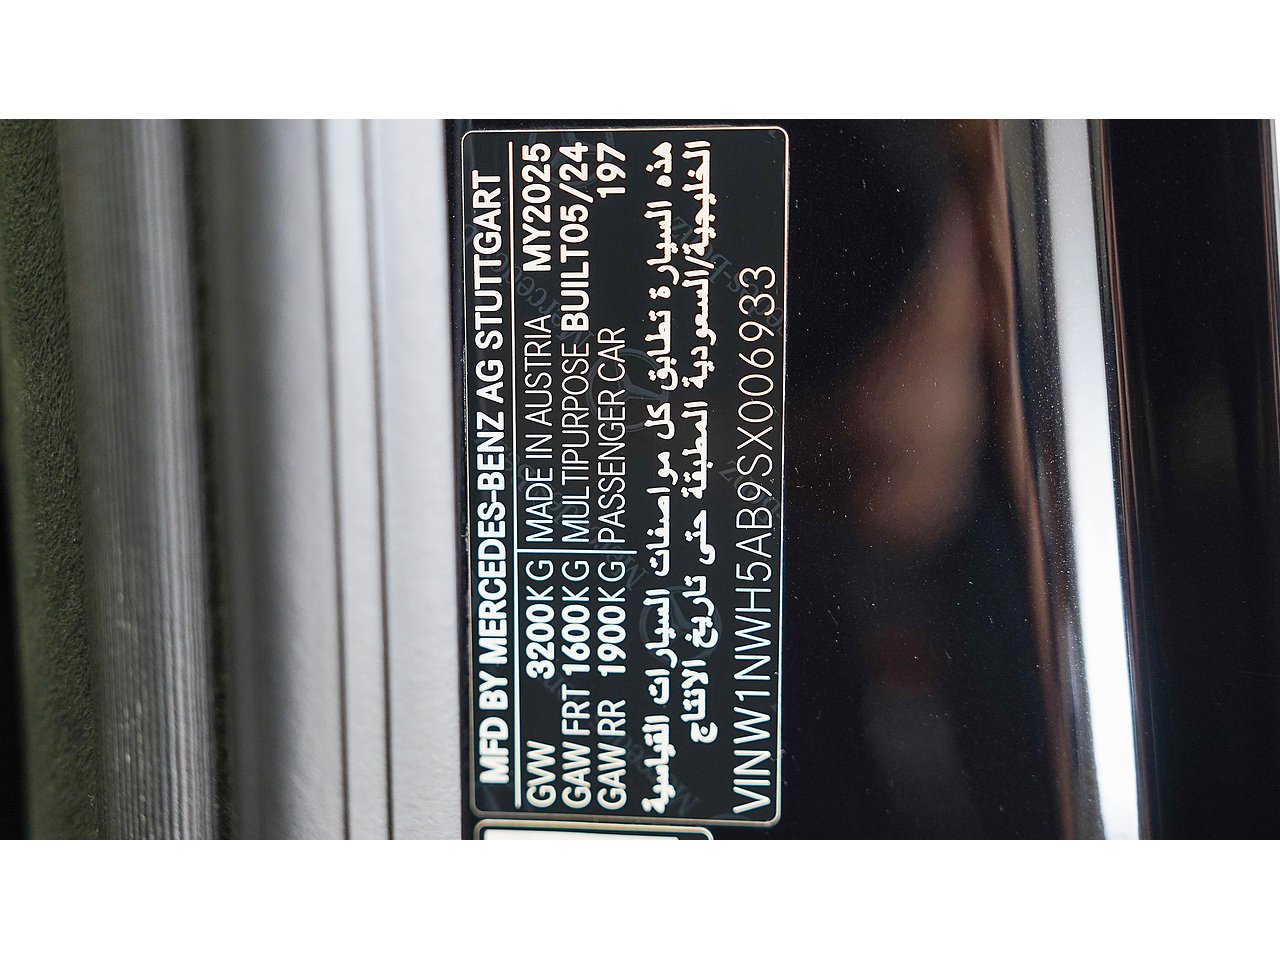 MFD BY MERCEDES-BENZ AG STUTTGART
GVW 3200KG MADE IN AUSTRIA MY2025
GAW FRT 1600KG MULTIPURPOSE BUILT05/24
GAW RR 1900KG PASSENGER CAR 197
هذه السيارة تطابق كل مواصفات السيارات القياسية
الخليجية/السعودية المطبقة حتى تاريخ الانتاج
VINW1NWH5AB9SX006933